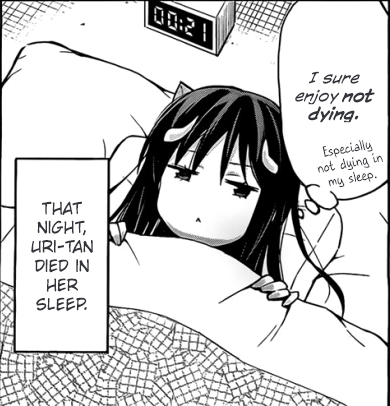 00:21
I sure
enjoy not
dying.
Especially
not dying in
my sleep.
THAT
NIGHT,
URI-TAN
DIED IN
HER
SLEEP.